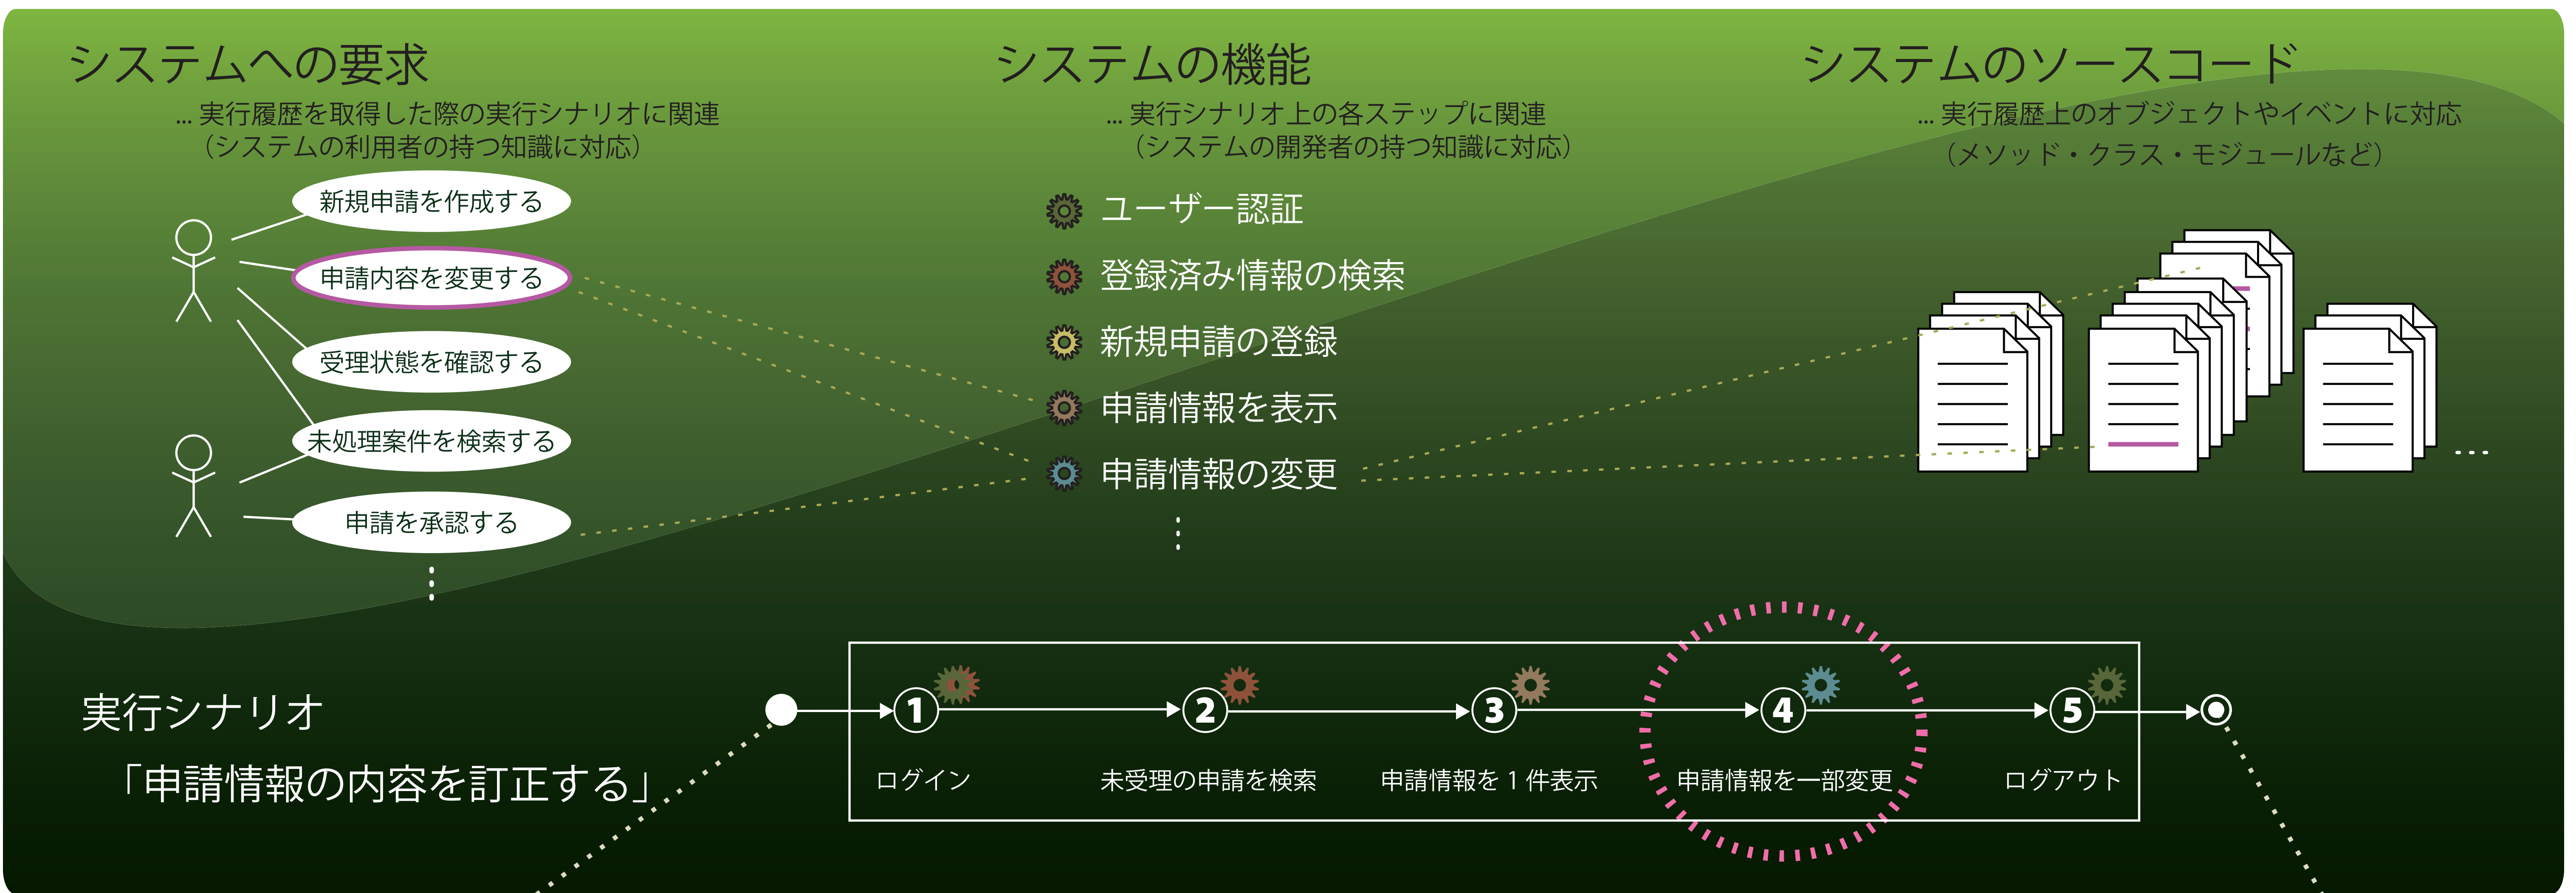 システムへの要求
... 実行履歴を取得した際の実行シナリオに関連
（システムの利用者の持つ知識に対応）
新規申請を作成する
申請内容を変更する
受理状態を確認する
未処理案件を検索する
申請を承認する
システムの機能
... 実行シナリオ上の各ステップに関連
（システムの開発者の持つ知識に対応）
ユーザー認証
登録済み情報の検索
新規申請の登録
申請情報を表示
申請情報の変更
システムのソースコード
... 実行履歴上のオブジェクトやイベントに対応
（メソッド・クラス・モジュールなど）
実行シナリオ
「申請情報の内容を訂正する」
1
ログイン
2
未受理の申請を検索
3
申請情報を 1 件表示
4
申請情報を一部変更
5
ログアウト